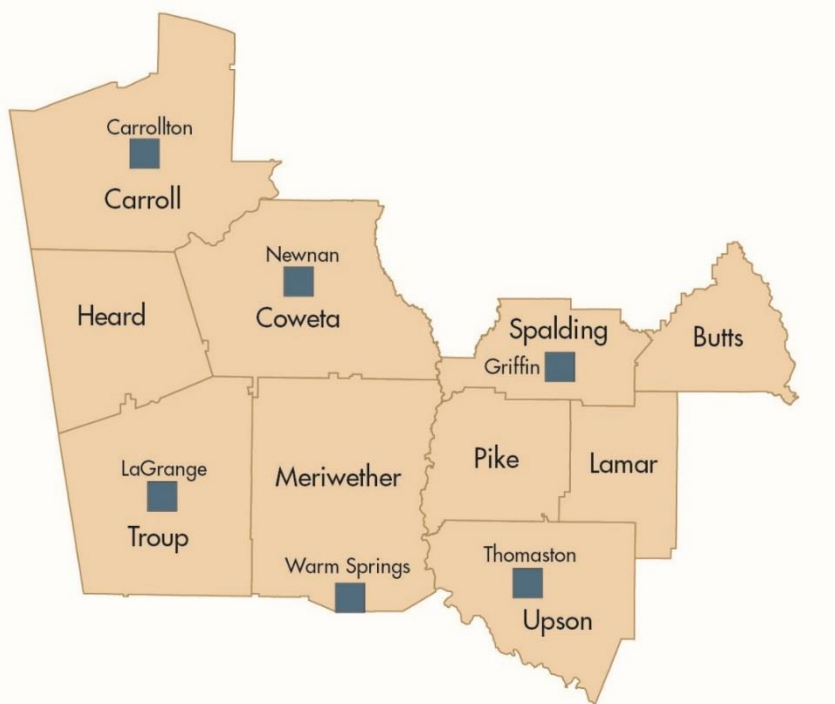 Carrollton
Carroll
Newnan
Coweta
Heard
Spalding
Griffin
Butts
LaGrange
Troup
Meriwether
Warm Springs
Pike
Lamar
Thomaston
Upson